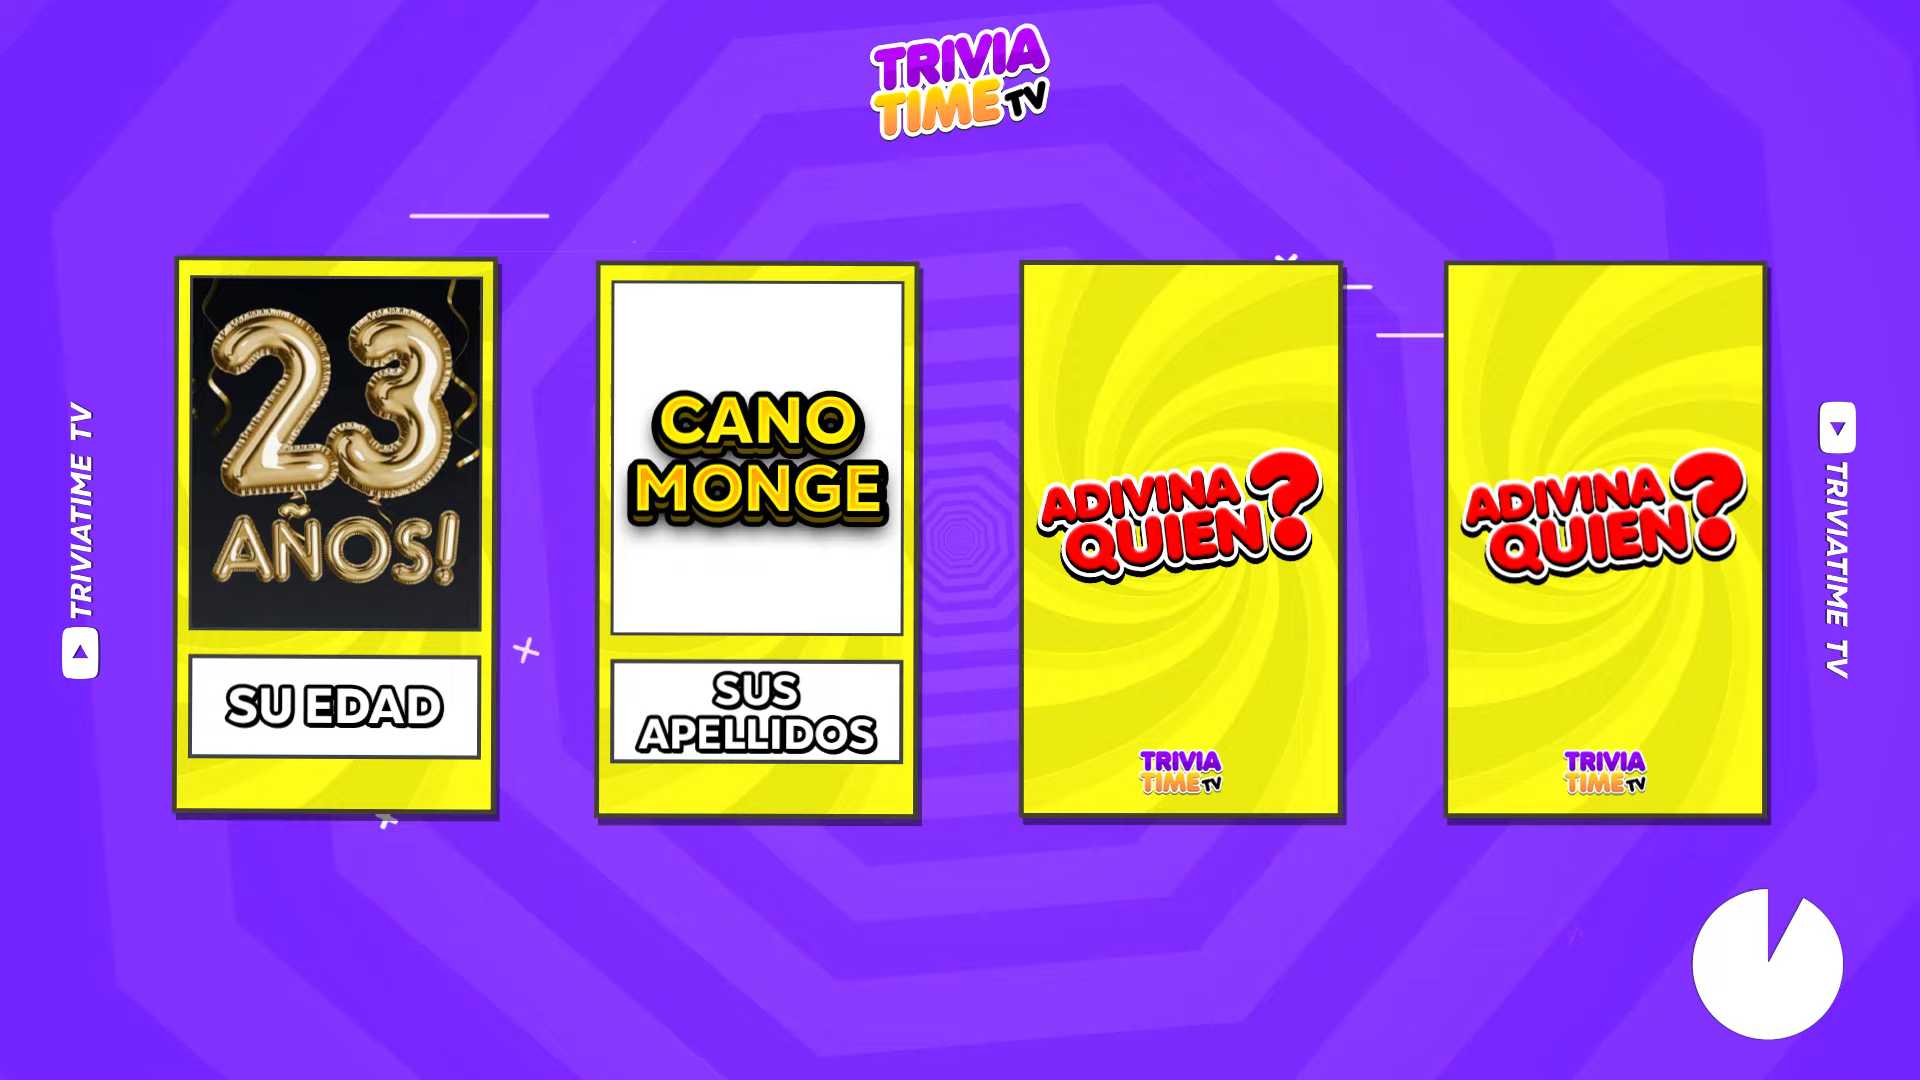 TRIVIA
TIME TV
23
AÑOS!
SU EDAD
CANO
MONGE
SUS
APELLIDOS
ADIVINA
QUIEN?
TRIVIA
TIME TV
ADIVINA
QUIEN?
TRIVIA
TIME TV
TRIVIATIME TV
TRIVIATIME TV